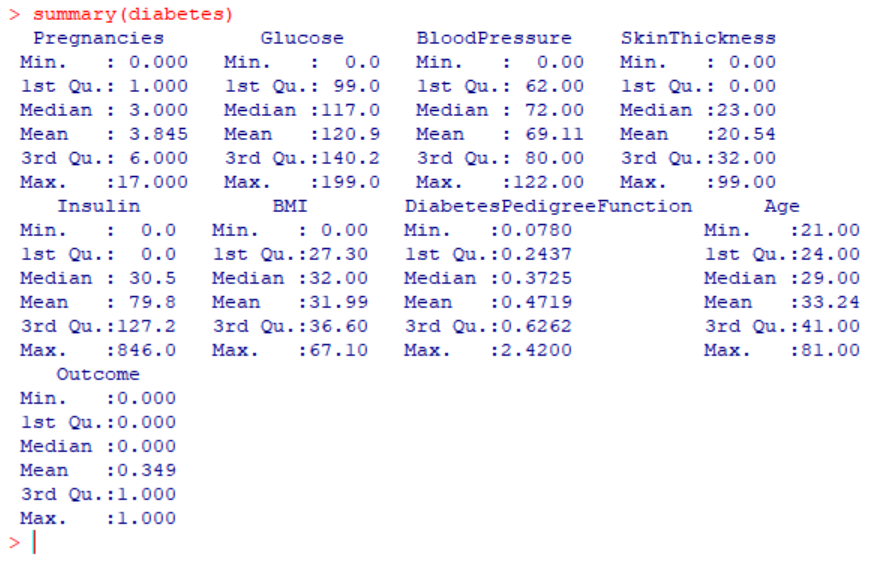 > summary(diabetes)
  Pregnancies        Glucose       BloodPressure    SkinThickness
 Min.   : 0.000   Min.   :  0.0   Min.   :  0.00   Min.   : 0.00
 1st Qu.: 1.000   1st Qu.: 99.0   1st Qu.: 62.00   1st Qu.: 0.00
 Median : 3.000   Median :117.0   Median : 72.00   Median :23.00
 Mean   : 3.845   Mean   :120.9   Mean   : 69.11   Mean   :20.54
 3rd Qu.: 6.000   3rd Qu.:140.2   3rd Qu.: 80.00   3rd Qu.:32.00
 Max.   :17.000   Max.   :199.0   Max.   :122.00   Max.   :99.00
    Insulin           BMI        DiabetesPedigreeFunction      Age
 Min.   :  0.0   Min.   : 0.00   Min.   :0.0780           Min.   :21.00
 1st Qu.:  0.0   1st Qu.:27.30   1st Qu.:0.2437           1st Qu.:24.00
 Median : 30.5   Median :32.00   Median :0.3725           Median :29.00
 Mean   : 79.8   Mean   :31.99   Mean   :0.4719           Mean   :33.24
 3rd Qu.:127.2   3rd Qu.:36.60   3rd Qu.:0.6262           3rd Qu.:41.00
 Max.   :846.0   Max.   :67.10   Max.   :2.4200           Max.   :81.00
    Outcome
 Min.   :0.000
 1st Qu.:0.000
 Median :0.000
 Mean   :0.349
 3rd Qu.:1.000
 Max.   :1.000
>